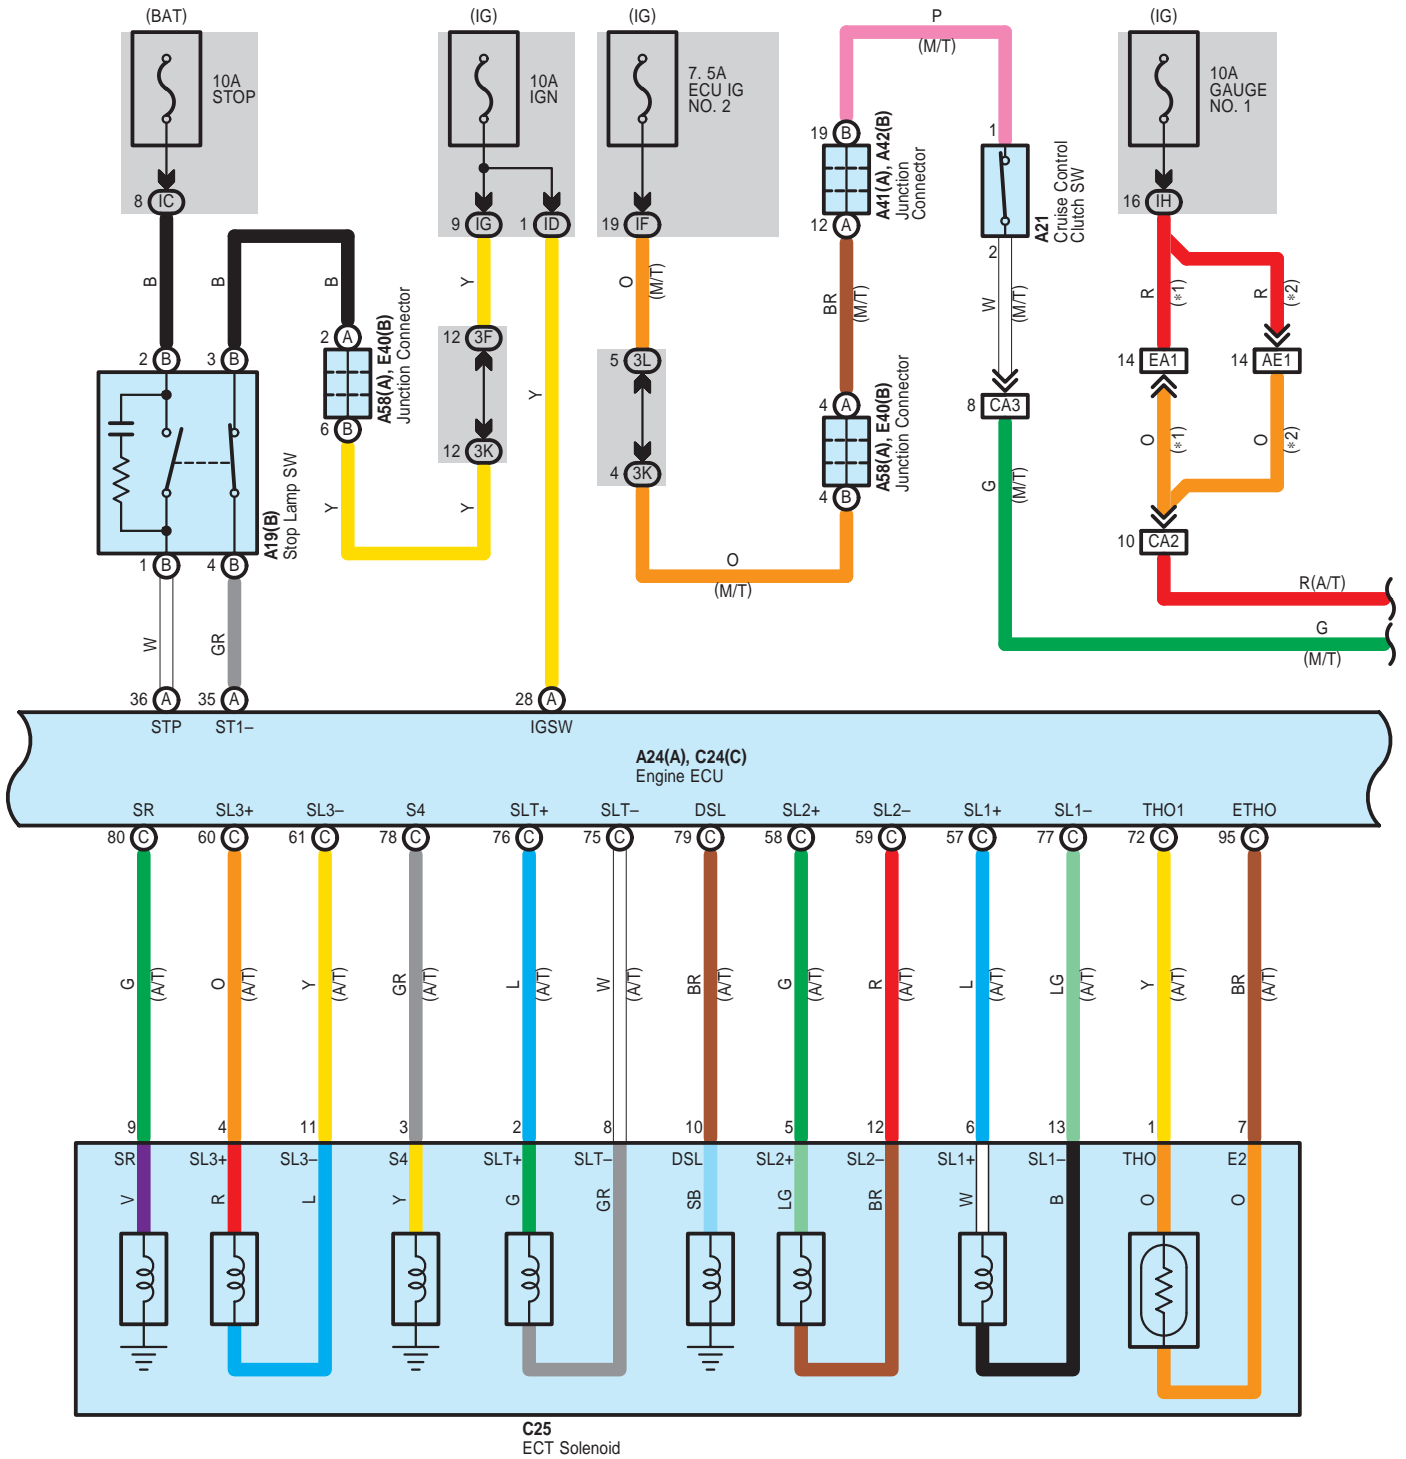 (BAT)
(IG)
(IG)
P
(M/T)
(IG)
10A
STOP
10A
IGN
7. 5A
ECU IG
NO. 2
10A
GAUGE
NO. 1
19 B
A41(A), A42(B)
Junction
Connector
12 A
1
A21
Cruise Control
Clutch SW
2
8 IC
9 IG
1 ID
19 IF
16 IH
B
B
B
Y
O
(M/T)
BR
(M/T)
W
(M/T)
R
(∗1)
R
(∗2)
2 A
A58(A), E40(B)
Junction Connector
6 B
12 3F
12 3K
5 3L
4 3K
2 B
3 B
14 EA1
14 AE1
Y
4 A
A58(A), E40(B)
Junction Connector
4 B
8 CA3
O
(∗1)
O
(∗2)
A19(B)
Stop Lamp SW
Y
Y
G
(M/T)
10 CA2
1 B
4 B
O
(M/T)
R(A/T)
G
(M/T)
W
GR
36 A
35 A
28 A
STP
ST1–
IGSW
A24(A), C24(C)
Engine ECU
SR
SL3+
SL3–
S4
SLT+
SLT–
DSL
SL2+
SL2–
SL1+
SL1–
THO1
ETHO
80 C
60 C
61 C
78 C
76 C
75 C
79 C
58 C
59 C
57 C
77 C
72 C
95 C
G
(A/T)
O
(A/T)
Y
(A/T)
GR
(A/T)
L
(A/T)
W
(A/T)
BR
(A/T)
G
(A/T)
R
(A/T)
L
(A/T)
LG
(A/T)
Y
(A/T)
BR
(A/T)
9
4
11
3
2
8
10
5
12
6
13
1
7
SR
SL3+
SL3–
S4
SLT+
SLT–
DSL
SL2+
SL2–
SL1+
SL1–
THO
E2
V
R
L
Y
G
GR
SB
LG
BR
W
B
O
O
C25
ECT Solenoid